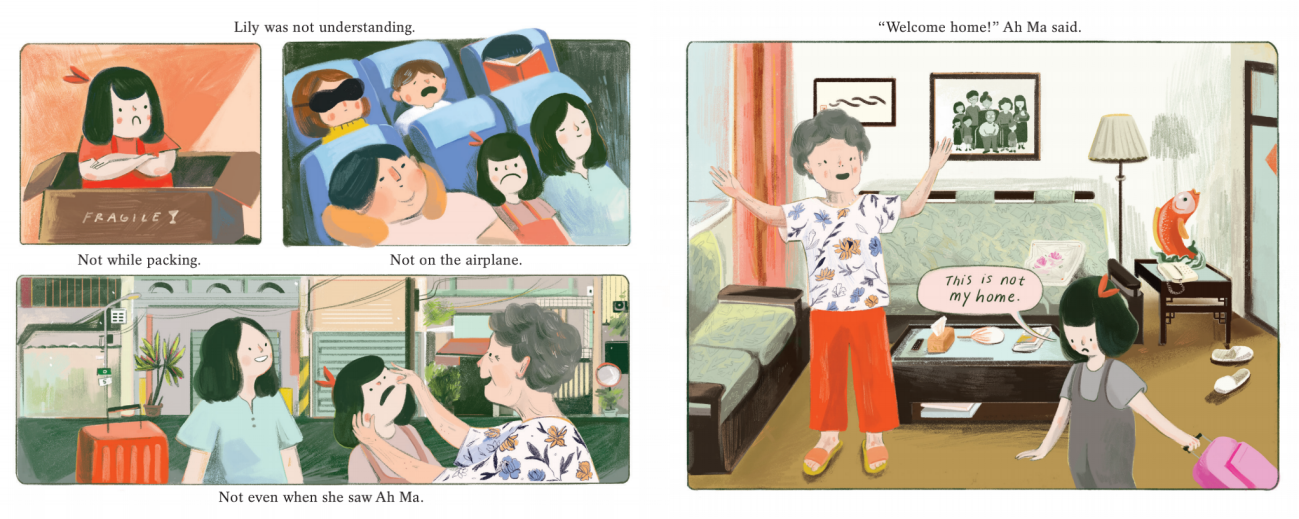 Lily was not understanding.
FRAGILE!
Not while packing.
Not on the airplane.
Not even when she saw Ah Ma.
“Welcome home!” Ah Ma said.
This is not
my home.